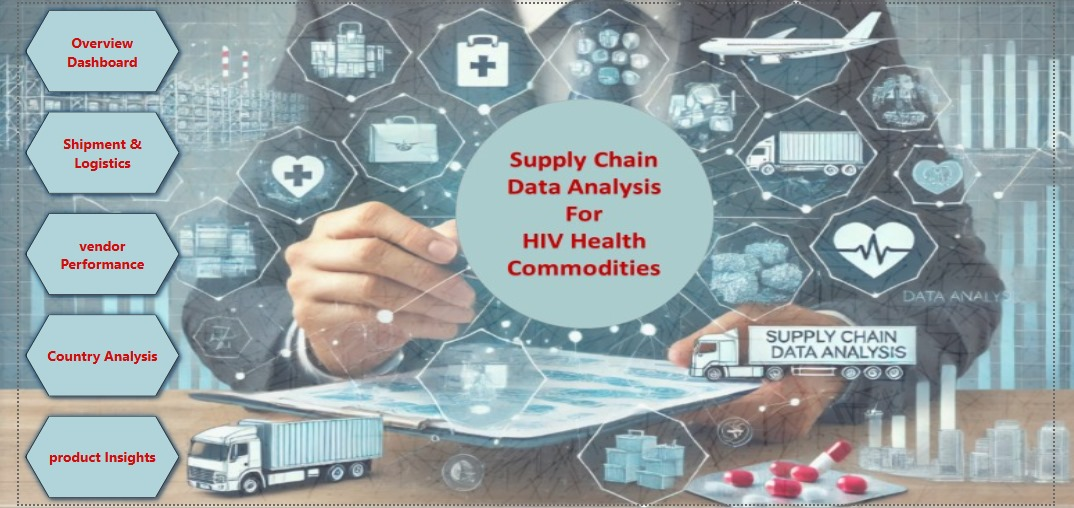 Overview
Dashboard
Shipment &
Logistics
vendor
Performance
Country Analysis
product Insights
Supply Chain
Data Analysis
For
HIV Health
Commodities
DATA ANALYS
SUPPLY CHAIN
DATA ANALYSIS